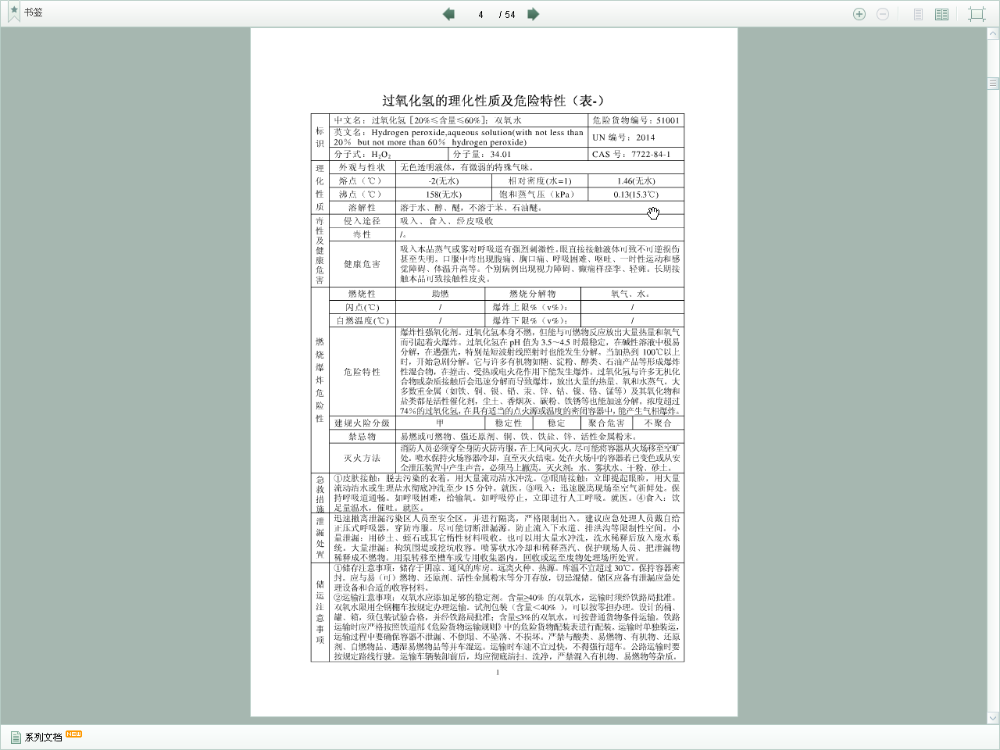 书签
4 / 54
过氧化氢的理化性质及危险特性（表-）
标识
中文名：过氧化氢［20%≤含量≤60%］；双氧水
危险货物编号：51001
英文名：Hydrogen peroxide,aqueous solution(with not less than
20% but not more than 60% hydrogen peroxide)
UN 编号：2014
分子式：H₂O₂
分子量：34.01
CAS 号：7722-84-1
理化性质
外观与性状 无色透明液体，有微弱的特殊气味。
熔点（℃） -2(无水) 相对密度(水=1) 1.46(无水)
沸点（℃） 158(无水) 饱和蒸气压（kPa） 0.13(15.3℃)
溶解性 溶于水、醇、醚，不溶于苯、石油醚。
毒性及健康危害
侵入途径 吸入、食入、经皮吸收
毒性 /。
健康危害
吸入本品蒸气或雾对呼吸道有强烈刺激性。眼直接接触液体可致不可逆损伤
甚至失明。口服中毒出现腹痛、胸口痛、呼吸困难、呕吐、一时性运动和感
觉障碍、体温升高等。个别病例出现视力障碍、癫痫样痉挛、轻瘫。长期接
触本品可致接触性皮炎。
燃烧爆炸危险性
燃烧性 助燃 燃烧分解物 氧气、水。
闪点(℃) / 爆炸上限%（v%）： /
自燃温度(℃) / 爆炸下限%（v%）： /
危险特性
爆炸性强氧化剂。过氧化氢本身不燃，但能与可燃物反应放出大量热量和氧气
而引起着火爆炸。过氧化氢在 pH 值为 3.5～4.5 时最稳定，在碱性溶液中极易
分解，在遇强光，特别是短波射线照射时也能发生分解。当加热到 100℃以上
时，开始急剧分解。它与许多有机物如糖、淀粉、醇类、石油产品等形成爆炸
性混合物，在撞击、受热或电火花作用下能发生爆炸。过氧化氢与许多无机化
合物或杂质接触后会迅速分解而导致爆炸，放出大量的热量、氧和水蒸气。大
多数重金属（如铁、铜、银、铅、汞、锌、钴、镍、铬、锰等）及其氧化物和
盐类都是活性催化剂，尘土、香烟灰、碳粉、铁锈等也能加速分解。浓度超过
74%的过氧化氢，在具有适当的点火源或温度的密闭容器中，能产生气相爆炸。
建规火险分级 甲 稳定性 稳定 聚合危害 不聚合
禁忌物 易燃或可燃物、强还原剂、铜、铁、铁盐、锌、活性金属粉末。
灭火方法
消防人员必须穿全身防火防毒服，在上风向灭火。尽可能将容器从火场移至空旷
处。喷水保持火场容器冷却，直至灭火结束。处在火场中的容器若已变色或从安
全泄压装置中产生声音，必须马上撤离。灭火剂：水、雾状水、干粉、砂土。
急救措施
①皮肤接触：脱去污染的衣着，用大量流动清水冲洗。②眼睛接触：立即提起眼睑，用大量
流动清水或生理盐水彻底冲洗至少 15 分钟。就医。③吸入：迅速脱离现场至空气新鲜处。保
持呼吸道通畅。如呼吸困难，给输氧。如呼吸停止，立即进行人工呼吸。就医。④食入：饮
足量温水，催吐。就医。
泄漏处置
迅速撤离泄漏污染区人员至安全区，并进行隔离，严格限制出入。建议应急处理人员戴自给
正压式呼吸器，穿防毒服。尽可能切断泄漏源。防止流入下水道、排洪沟等限制性空间。小
量泄漏：用砂土、蛭石或其它惰性材料吸收。也可以用大量水冲洗，洗水稀释后放入废水系
统。大量泄漏：构筑围堤或挖坑收容。喷雾状水冷却和稀释蒸汽、保护现场人员、把泄漏物
稀释成不燃物。用泵转移至槽车或专用收集器内，回收或运至废物处理场所处置。
储运注意事项
①储存注意事项：储存于阴凉、通风的库房。远离火种、热源。库温不宜超过 30℃。保持容器密
封。应与易（可）燃物、还原剂、活性金属粉末等分开存放，切忌混储。储区应备有泄漏应急处
理设备和合适的收容材料。
②运输注意事项：双氧水应添加足够的稳定剂。含量≥40% 的双氧水，运输时须经铁路局批准。
双氧水限用全钢棚车按规定办理运输。试剂包装（含量＜40% ），可以按零担办理。设计的桶、
罐、箱，须包装试验合格，并经铁路局批准；含量≤3%的双氧水，可按普通货物条件运输。铁路
运输时应严格按照铁道部《危险货物运输规则》中的危险货物配装表进行配装。运输时单独装运，
运输过程中要确保容器不泄漏、不倒塌、不坠落、不损坏。严禁与酸类、易燃物、有机物、还原
剂、自燃物品、遇湿易燃物品等并车混运。运输时车速不宜过快，不得强行超车。公路运输时要
按规定路线行驶。运输车辆装卸前后，均应彻底清扫、洗净，严禁混入有机物、易燃物等杂质。
1
系列文档 NEW